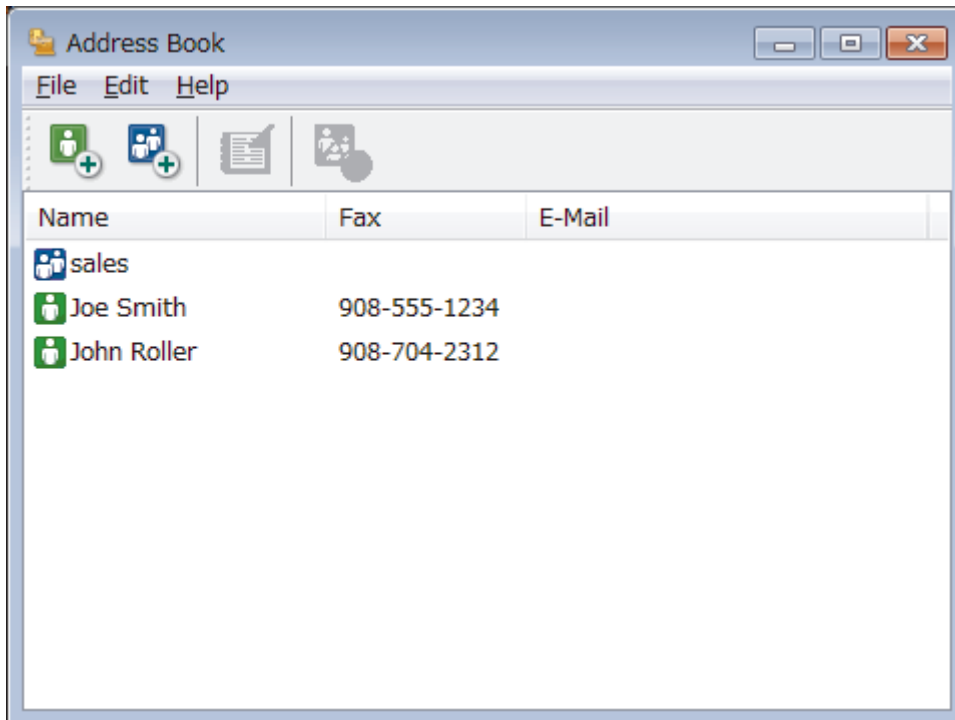 Address Book
File Edit Help
Name Fax E-Mail
sales
Joe Smith 908-555-1234
John Roller 908-704-2312